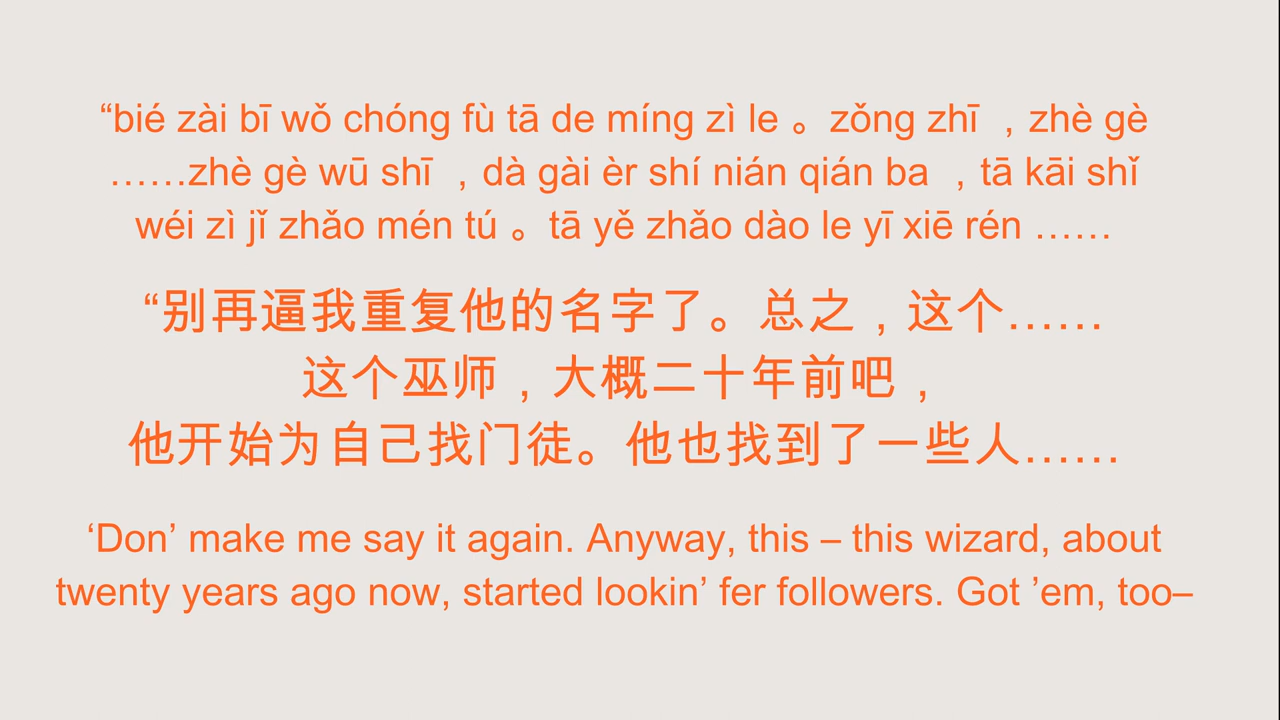 “bié zài bī wǒ chóng fù tā de míng zì le 。zǒng zhī ，zhè gè
……zhè gè wū shī ，dà gài èr shí nián qián ba ，tā kāi shǐ
wéi zì jǐ zhǎo mén tú 。tā yě zhǎo dào le yī xiē rén ……
“别再逼我重复他的名字了。总之，这个……
这个巫师，大概二十年前吧，
他开始为自己找门徒。他也找到了一些人……
‘Don’ make me say it again. Anyway, this – this wizard, about
twenty years ago now, started lookin’ fer followers. Got ’em, too–